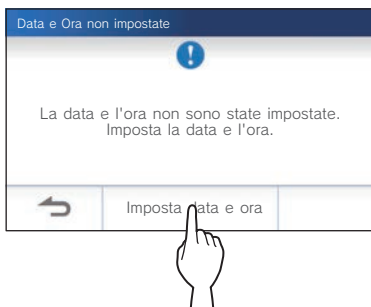 Data e Ora non impostate
La data e l'ora non sono state impostate.
Imposta la data e l'ora.
Imposta data e ora